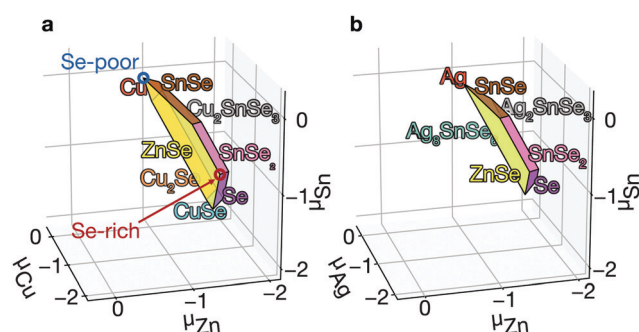 a
Se-poor
Cu
SnSe
Cu₂SnSe₃
ZnSe
SnSe₂
Cu₂Se
Se
CuSe
Se-rich
0
−1
−2
μCu
0
−1
−2
μZn
0
−1
−2
μSn
b
Ag
SnSe
Ag₂SnSe₃
Ag₈SnSe₆
SnSe₂
ZnSe
Se
0
−1
−2
μAg
0
−1
−2
μZn
0
−1
−2
μSn